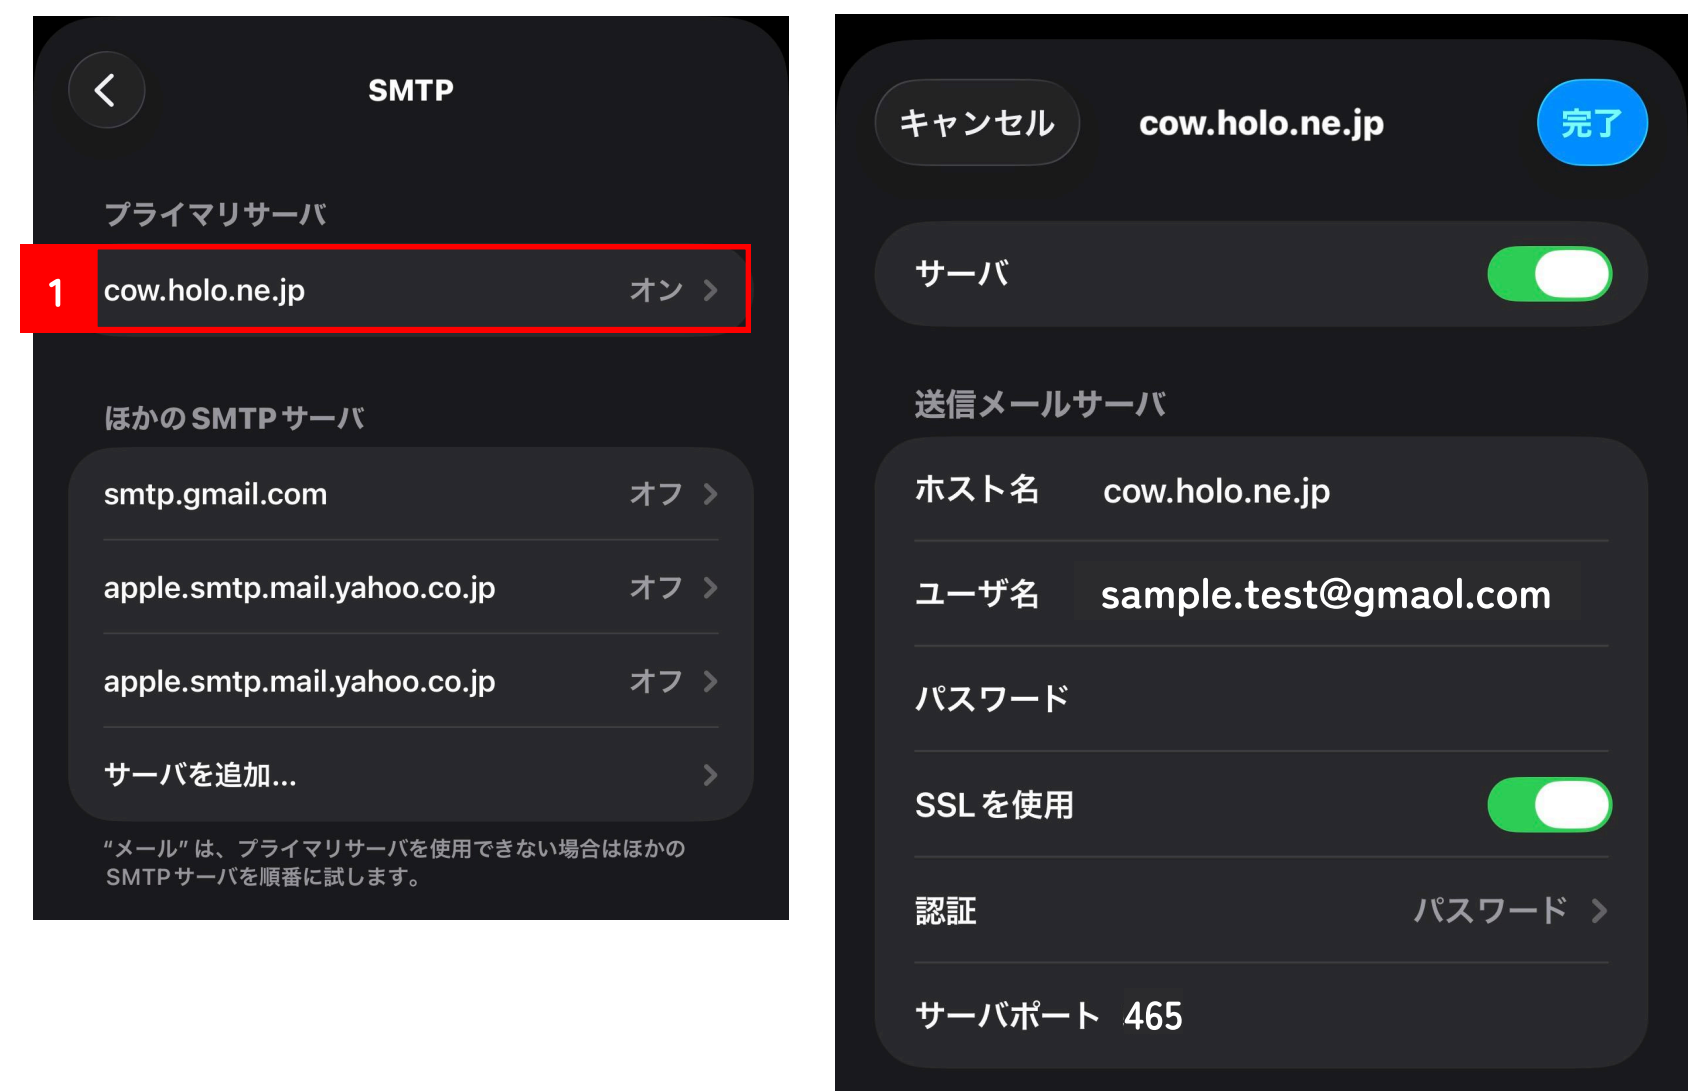 SMTP
プライマリサーバ
1
cow.holo.ne.jp オン
ほかのSMTPサーバ
smtp.gmail.com オフ
apple.smtp.mail.yahoo.co.jp オフ
apple.smtp.mail.yahoo.co.jp オフ
サーバを追加...
“メール”は、プライマリサーバを使用できない場合はほかの
SMTPサーバを順番に試します。
キャンセル cow.holo.ne.jp 完了
サーバ
送信メールサーバ
ホスト名 cow.holo.ne.jp
ユーザ名 sample.test@gmaol.com
パスワード
SSLを使用
認証 パスワード
サーバポート 465